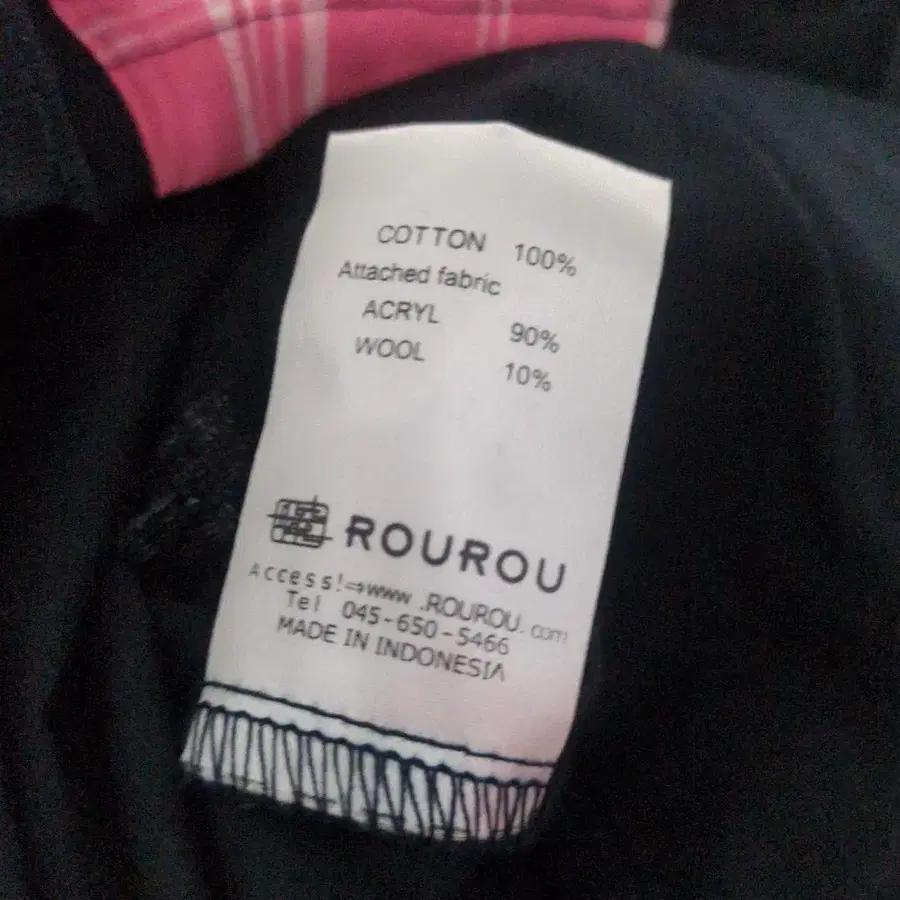 COTTON 100%
Attached fabric
ACRYL 90%
WOOL 10%
ROUROU
Access!⇒www.ROUROU.com
Tel 045-650-5466
MADE IN INDONESIA